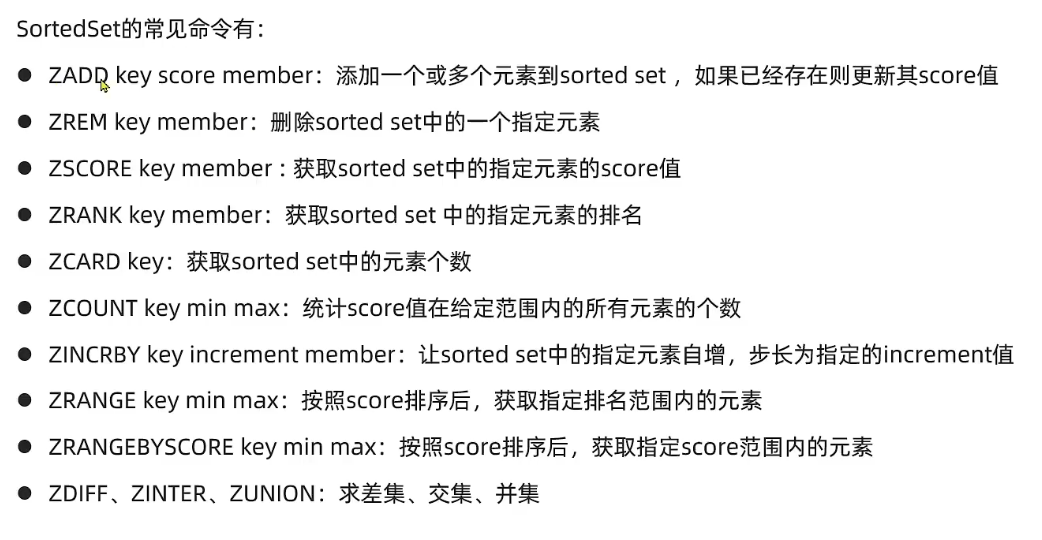 SortedSet的常见命令有：
● ZADD key score member：添加一个或多个元素到sorted set ，如果已经存在则更新其score值
● ZREM key member：删除sorted set中的一个指定元素
● ZSCORE key member : 获取sorted set中的指定元素的score值
● ZRANK key member：获取sorted set 中的指定元素的排名
● ZCARD key：获取sorted set中的元素个数
● ZCOUNT key min max：统计score值在给定范围内的所有元素的个数
● ZINCRBY key increment member：让sorted set中的指定元素自增，步长为指定的increment值
● ZRANGE key min max：按照score排序后，获取指定排名范围内的元素
● ZRANGEBYSCORE key min max：按照score排序后，获取指定score范围内的元素
● ZDIFF、ZINTER、ZUNION：求差集、交集、并集